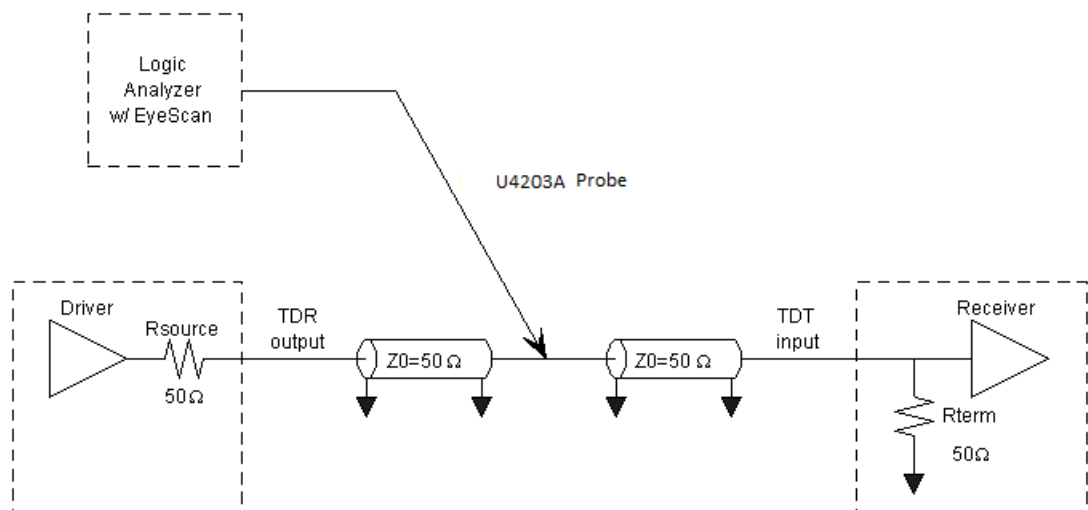 Logic
Analyzer
w/ EyeScan
U4203A Probe
Driver
Rsource
50Ω
TDR
output
Z0=50 Ω
Z0=50 Ω
TDT
input
Receiver
Rterm
50Ω